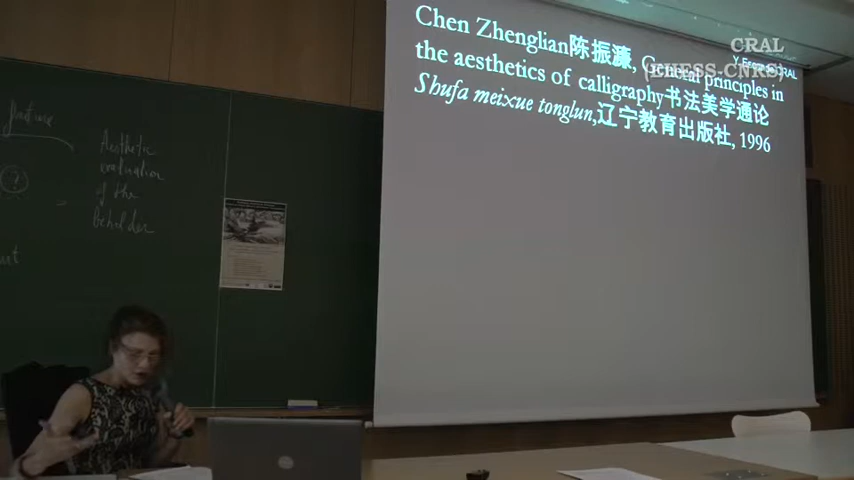 Chen Zhenglian陈振濂, General principles in
the aesthetics of calligraphy书法美学通论
Shufa meixue tonglun,辽宁教育出版社, 1996
CRAL
(EHESS-CNRS)
Aesthetic
evaluation
of the
beholder